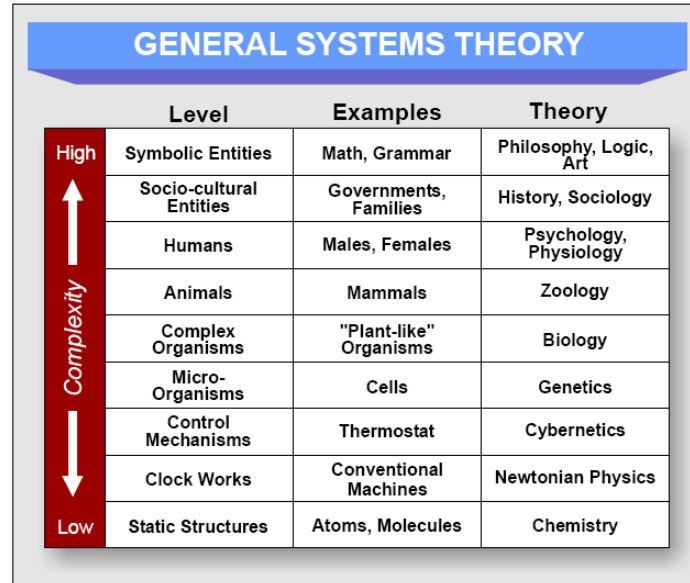 GENERAL SYSTEMS THEORY
Level Examples Theory
High
Complexity
Low
Symbolic Entities
Math, Grammar
Philosophy, Logic,
Art
Socio-cultural
Entities
Governments,
Families
History, Sociology
Humans
Males, Females
Psychology,
Physiology
Animals
Mammals
Zoology
Complex
Organisms
"Plant-like"
Organisms
Biology
Micro-
Organisms
Cells
Genetics
Control
Mechanisms
Thermostat
Cybernetics
Clock Works
Conventional
Machines
Newtonian Physics
Static Structures
Atoms, Molecules
Chemistry